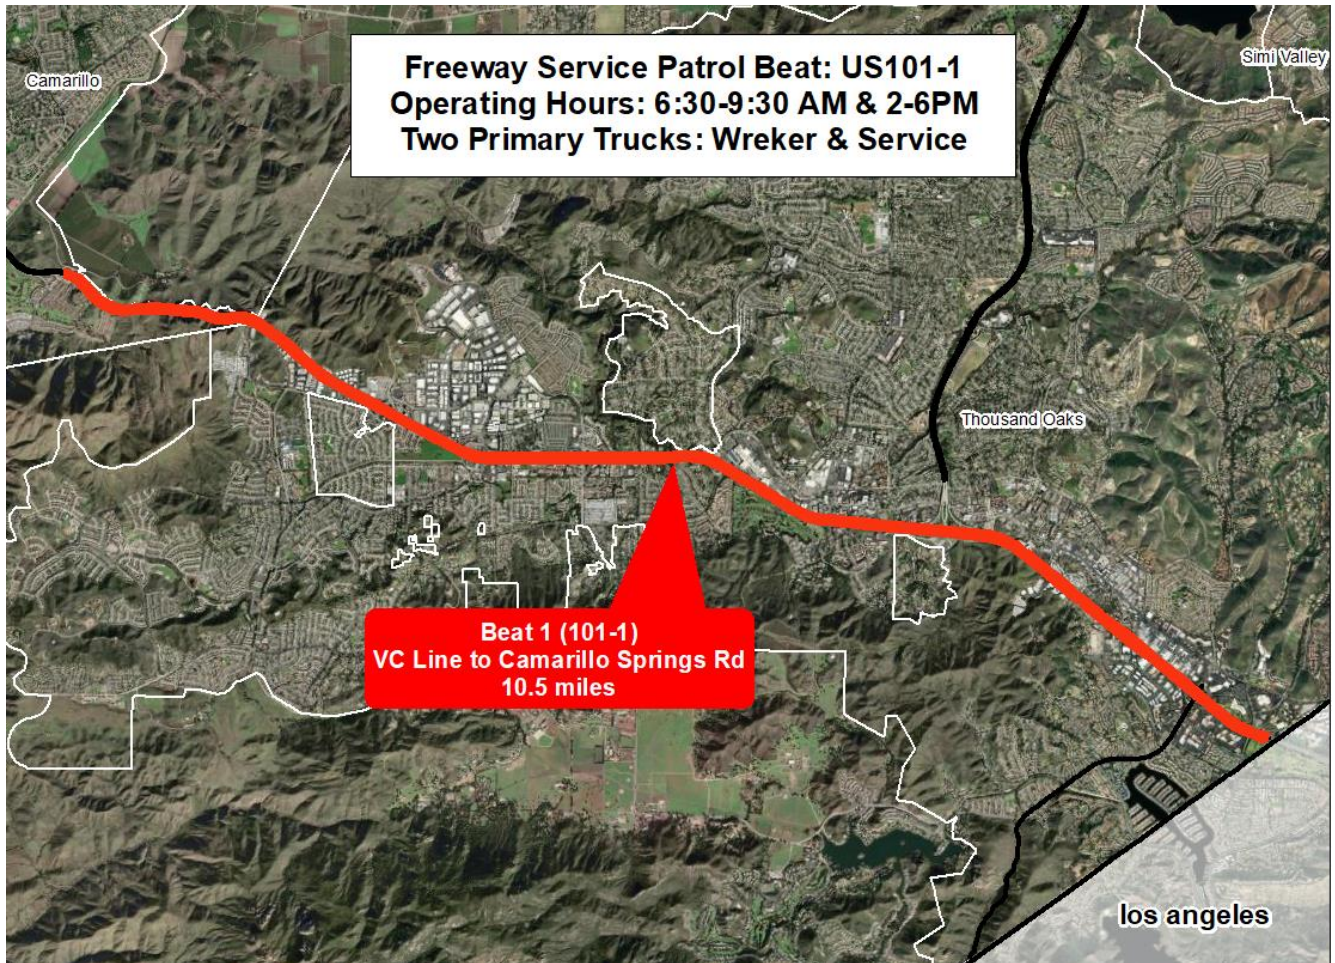 Freeway Service Patrol Beat: US101-1
Operating Hours: 6:30-9:30 AM & 2-6PM
Two Primary Trucks: Wreker & Service
Simi Valley
Camarillo
Thousand Oaks
Beat 1 (101-1)
VC Line to Camarillo Springs Rd
10.5 miles
los angeles